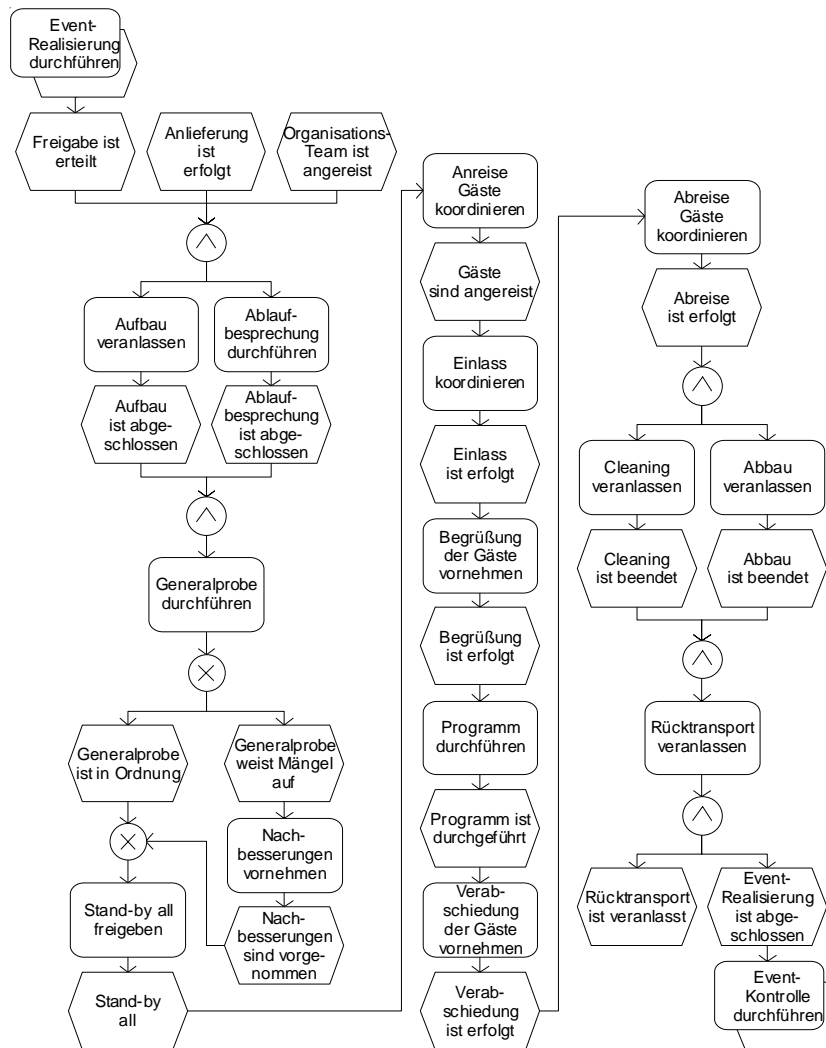 Event-
Realisierung
durchführen
Freigabe ist
erteilt
Anlieferung
ist
erfolgt
Organisations-
Team ist
angereist
Aufbau
veranlassen
Ablauf-
besprechung
durchführen
Aufbau
ist abge-
schlossen
Ablauf-
besprechung
ist abge-
schlossen
Generalprobe
durchführen
Generalprobe
ist in Ordnung
Generalprobe
weist Mängel
auf
Nach-
besserungen
vornehmen
Stand-by all
freigeben
Nach-
besserungen
sind vorge-
nommen
Stand-by
all
Anreise
Gäste
koordinieren
Gäste
sind angereist
Einlass
koordinieren
Einlass
ist erfolgt
Begrüßung
der Gäste
vornehmen
Begrüßung
ist erfolgt
Programm
durchführen
Programm ist
durchgeführt
Verab-
schiedung
der Gäste
vornehmen
Verab-
schiedung
ist erfolgt
Abreise
Gäste
koordinieren
Abreise
ist erfolgt
Cleaning
veranlassen
Abbau
veranlassen
Cleaning
ist beendet
Abbau
ist beendet
Rücktransport
veranlassen
Rücktransport
ist veranlasst
Event-
Realisierung
ist abge-
schlossen
Event-
Kontrolle
durchführen